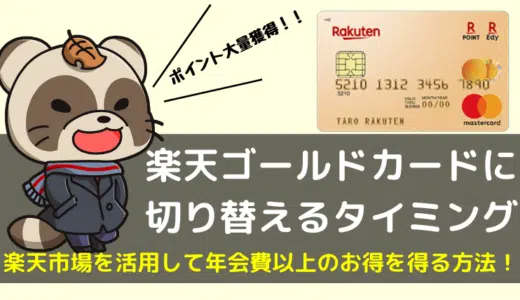 ポイント大量獲得！！
Rakuten
R R
POINT Edy
5210 1312 3456 7890
5210
MONTH/YEAR
00/00
TARO RAKUTEN
mastercard.
楽天ゴールドカードに
切り替えるタイミング
楽天市場を活用して年会費以上のお得を得る方法！